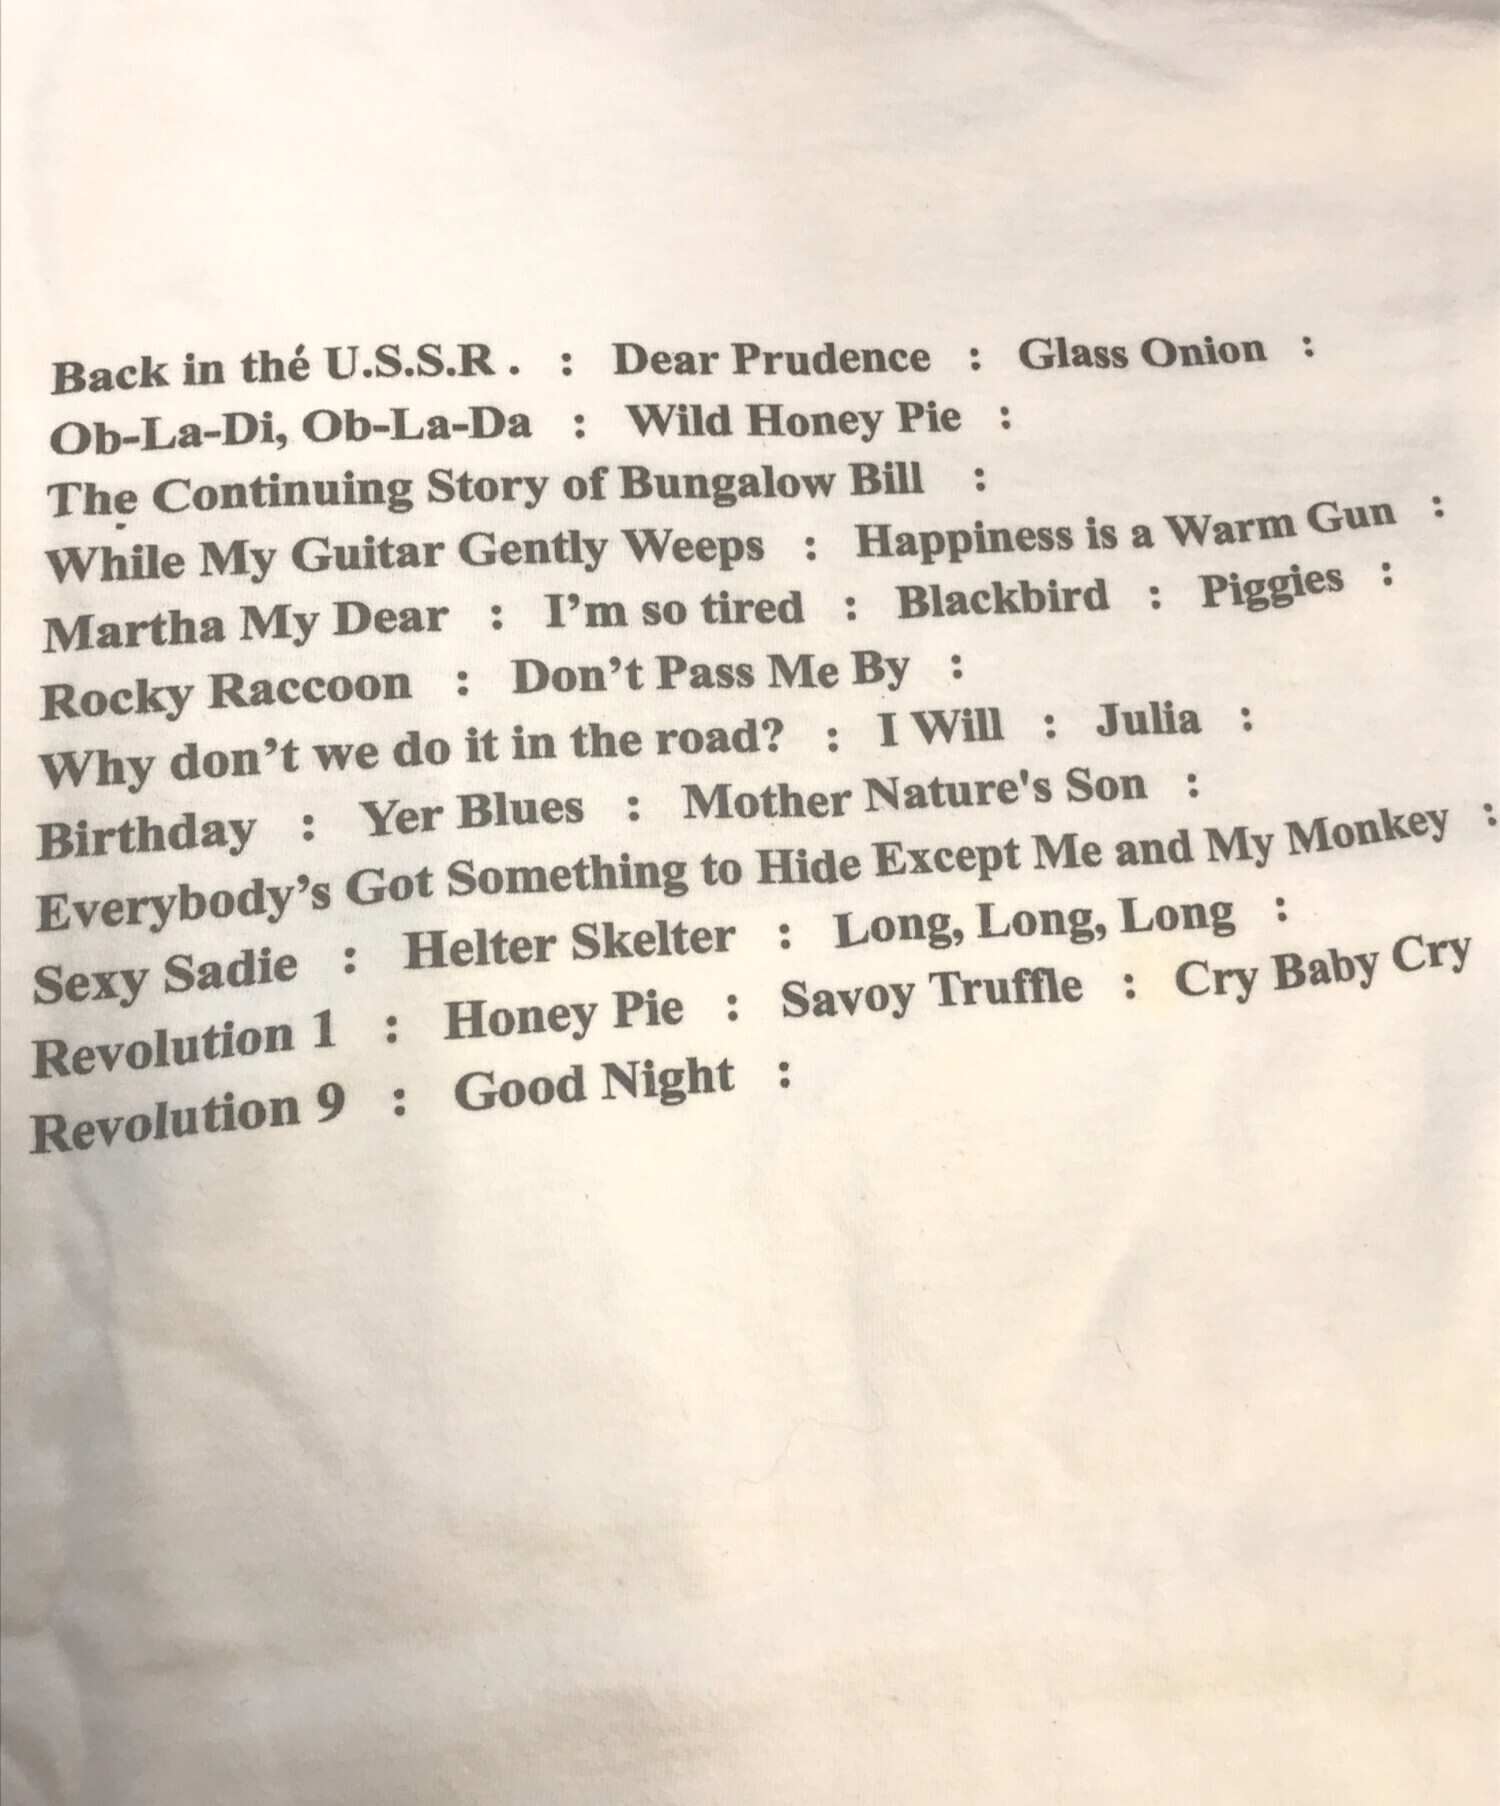 Back in thé U.S.S.R . : Dear Prudence : Glass Onion :
Ob-La-Di, Ob-La-Da : Wild Honey Pie :
The Continuing Story of Bungalow Bill :
While My Guitar Gently Weeps : Happiness is a Warm Gun :
Martha My Dear : I’m so tired : Blackbird : Piggies :
Rocky Raccoon : Don’t Pass Me By :
Why don’t we do it in the road? : I Will : Julia :
Birthday : Yer Blues : Mother Nature's Son :
Everybody’s Got Something to Hide Except Me and My Monkey :
Sexy Sadie : Helter Skelter : Long, Long, Long :
Revolution 1 : Honey Pie : Savoy Truffle : Cry Baby Cry
Revolution 9 : Good Night :